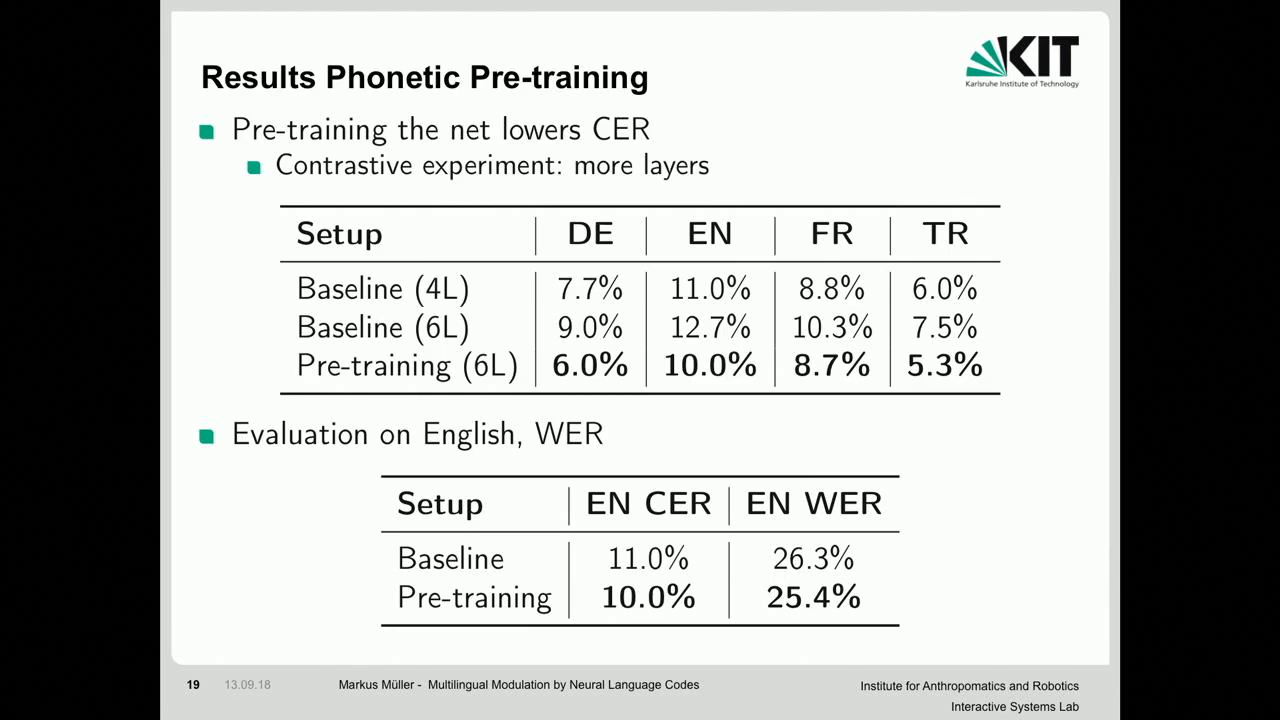 KIT
Karlsruhe Institute of Technology
Results Phonetic Pre-training
Pre-training the net lowers CER
Contrastive experiment: more layers
Setup DE EN FR TR
Baseline (4L) 7.7% 11.0% 8.8% 6.0%
Baseline (6L) 9.0% 12.7% 10.3% 7.5%
Pre-training (6L) 6.0% 10.0% 8.7% 5.3%
Evaluation on English, WER
Setup EN CER EN WER
Baseline 11.0% 26.3%
Pre-training 10.0% 25.4%
19 13.09.18 Markus Müller - Multilingual Modulation by Neural Language Codes Institute for Anthropomatics and Robotics
Interactive Systems Lab